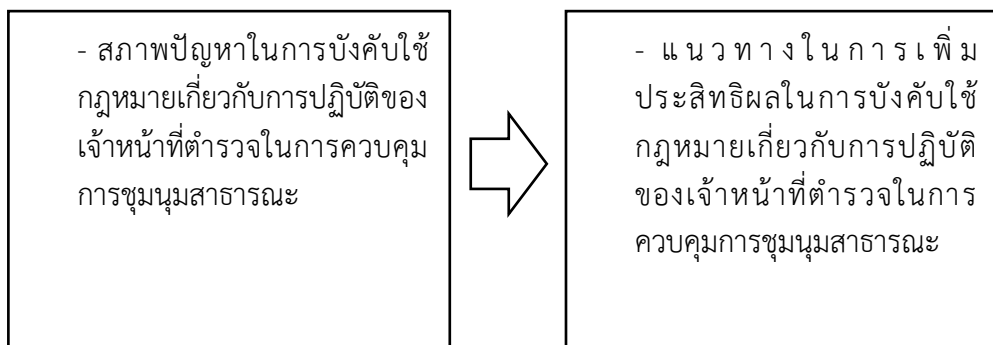 - สภาพปัญหาในการบังคับใช้
กฎหมายเกี่ยวกับการปฏิบัติของ
เจ้าหน้าที่ตำรวจในการควบคุม
การชุมนุมสาธารณะ
- แนวทางในการเพิ่ม
ประสิทธิผลในการบังคับใช้
กฎหมายเกี่ยวกับการปฏิบัติ
ของเจ้าหน้าที่ตำรวจในการ
ควบคุมการชุมนุมสาธารณะ